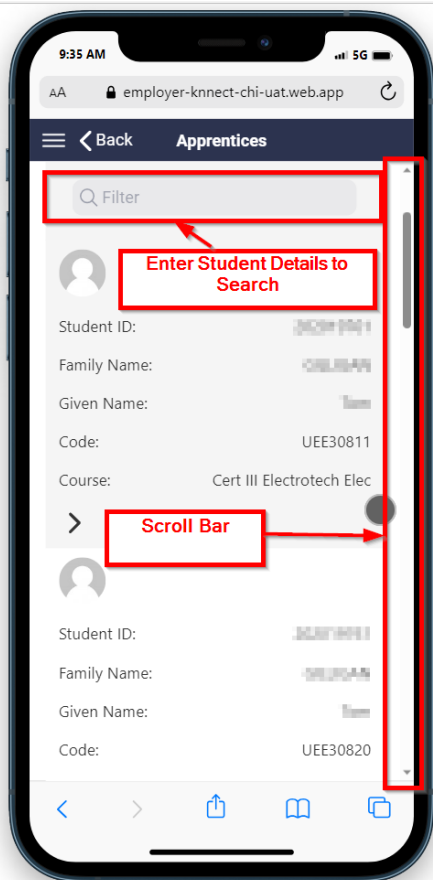 9:35 AM
5G
AA employer-knnect-chi-uat.web.app
Back Apprentices
Filter
Enter Student Details to
Search
Student ID:
Family Name:
Given Name:
Code: UEE30811
Course: Cert III Electrotech Elec
Scroll Bar
Student ID:
Family Name:
Given Name:
Code: UEE30820